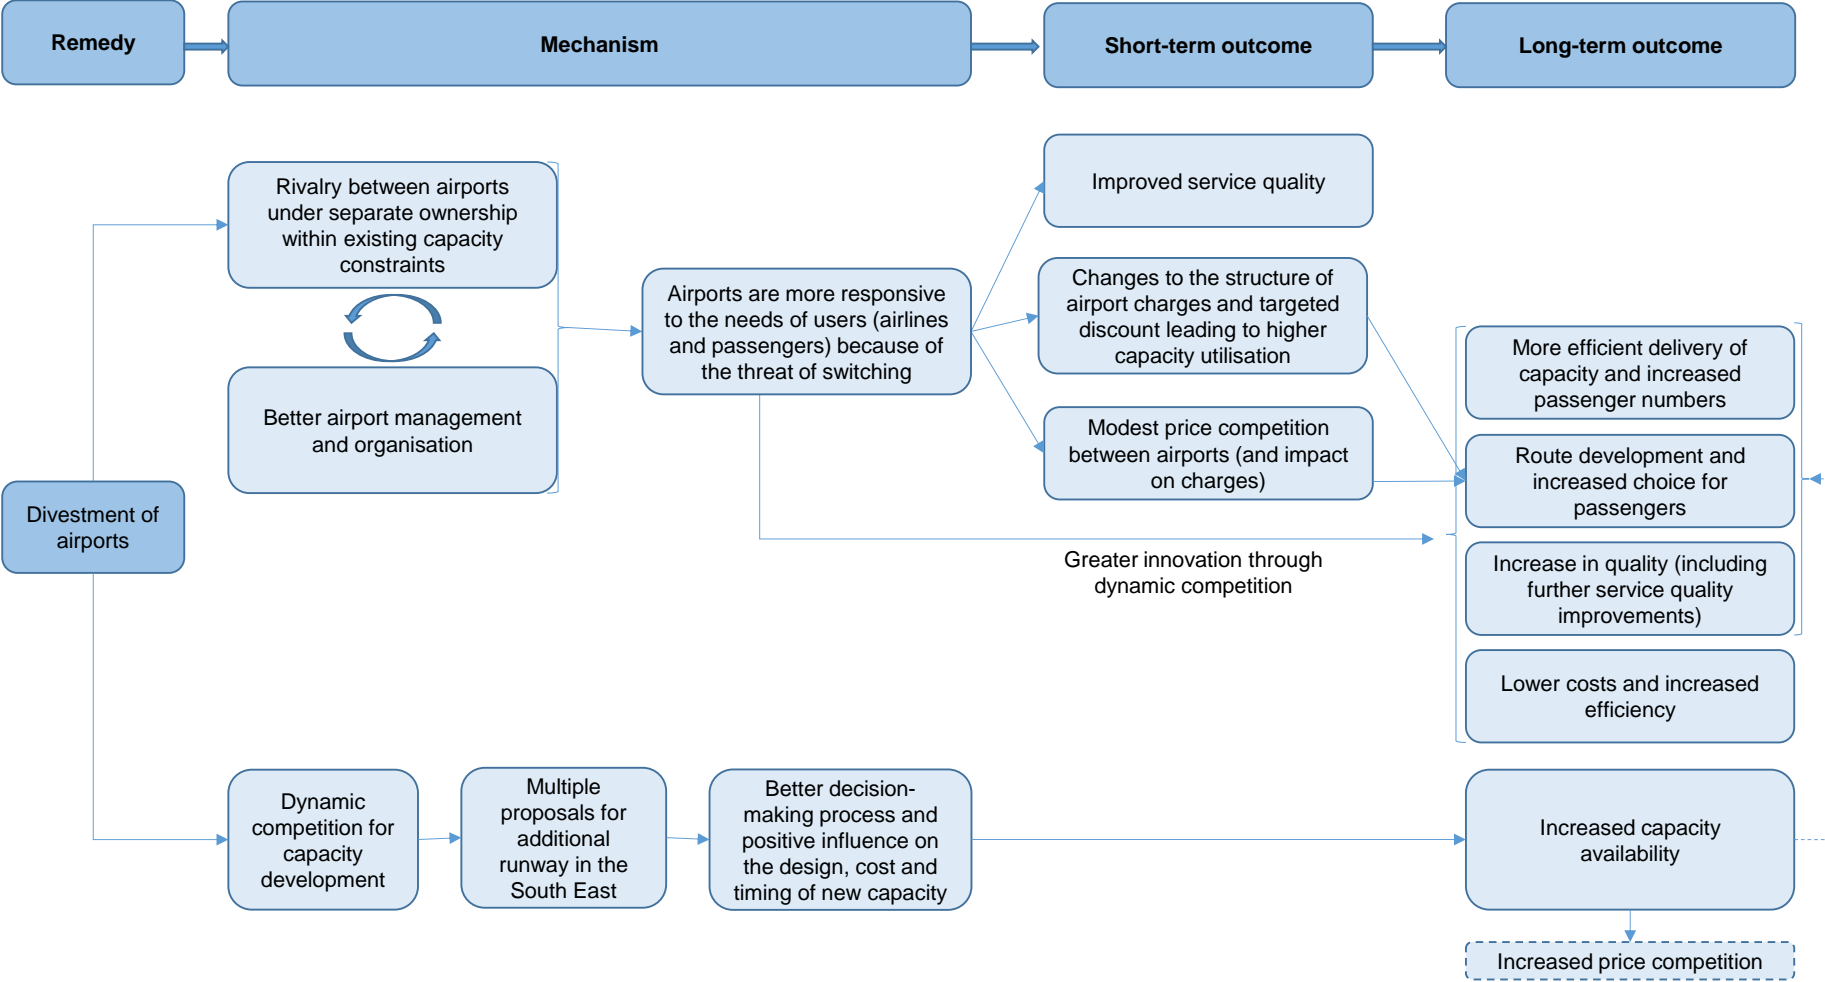 Remedy
Mechanism
Short-term outcome
Long-term outcome
Rivalry between airports
under separate ownership
within existing capacity
constraints
Better airport management
and organisation
Divestment of
airports
Airports are more responsive
to the needs of users (airlines
and passengers) because of
the threat of switching
Improved service quality
Changes to the structure of
airport charges and targeted
discount leading to higher
capacity utilisation
Modest price competition
between airports (and impact
on charges)
Greater innovation through
dynamic competition
More efficient delivery of
capacity and increased
passenger numbers
Route development and
increased choice for
passengers
Increase in quality (including
further service quality
improvements)
Lower costs and increased
efficiency
Dynamic
competition for
capacity
development
Multiple
proposals for
additional
runway in the
South East
Better decision-
making process and
positive influence on
the design, cost and
timing of new capacity
Increased capacity
availability
Increased price competition